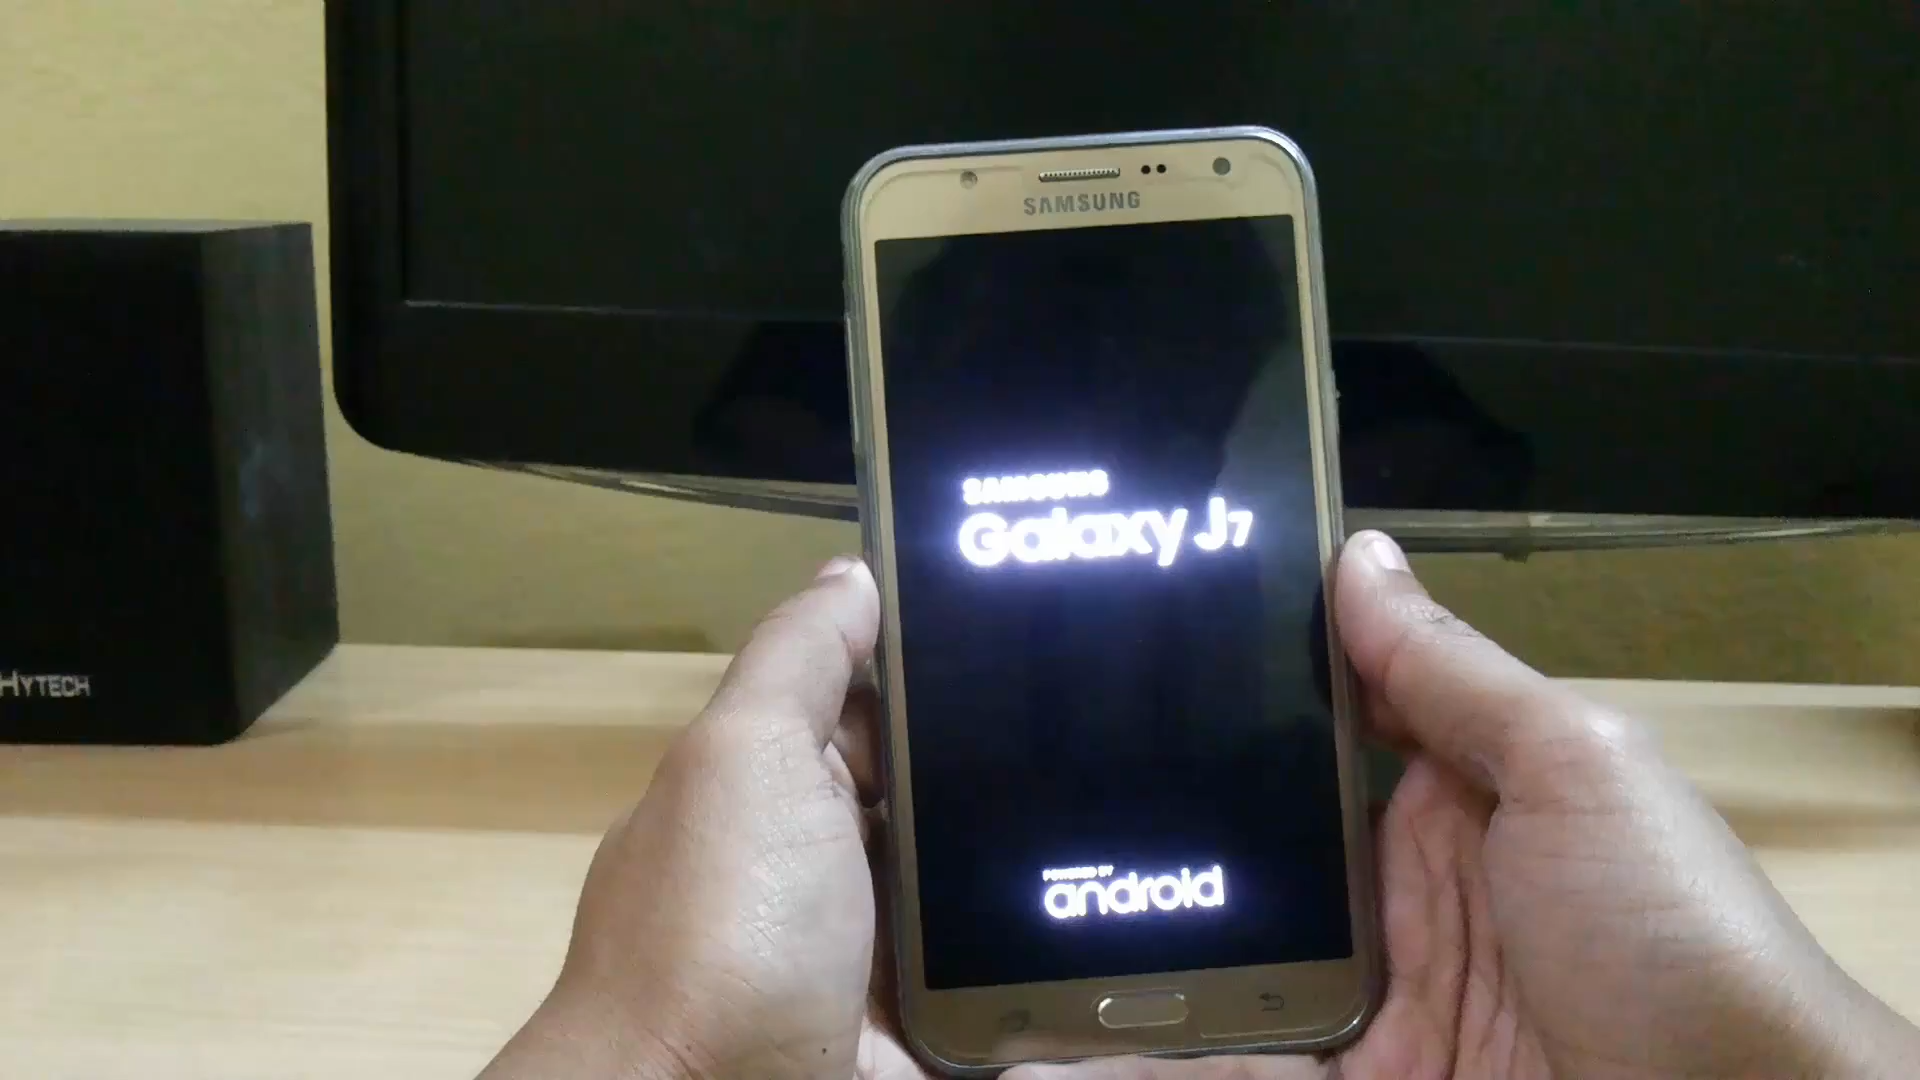 SAMSUNG
SAMSUNG
Galaxy J7
POWERED BY
android
HYTECH